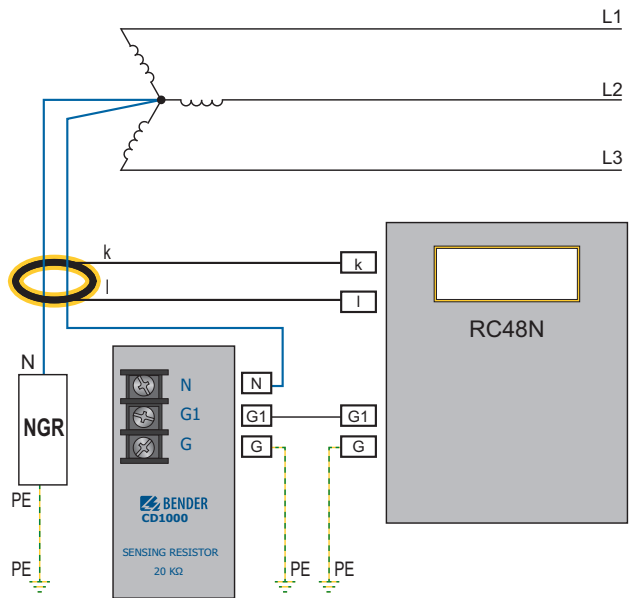 L1
L2
L3
k
k
l
l
RC48N
N
N
N
G1
G1
G1
G
G
G
NGR
PE
BENDER
CD1000
SENSING RESISTOR
20 KΩ
PE
PE
PE